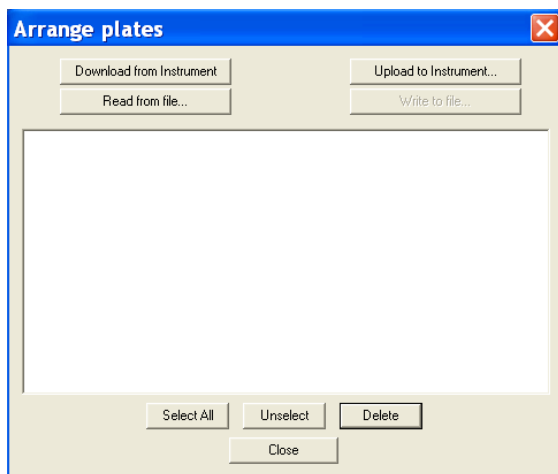 Arrange plates
Download from Instrument Upload to Instrument...
Read from file... Write to file...
Select All Unselect Delete
Close